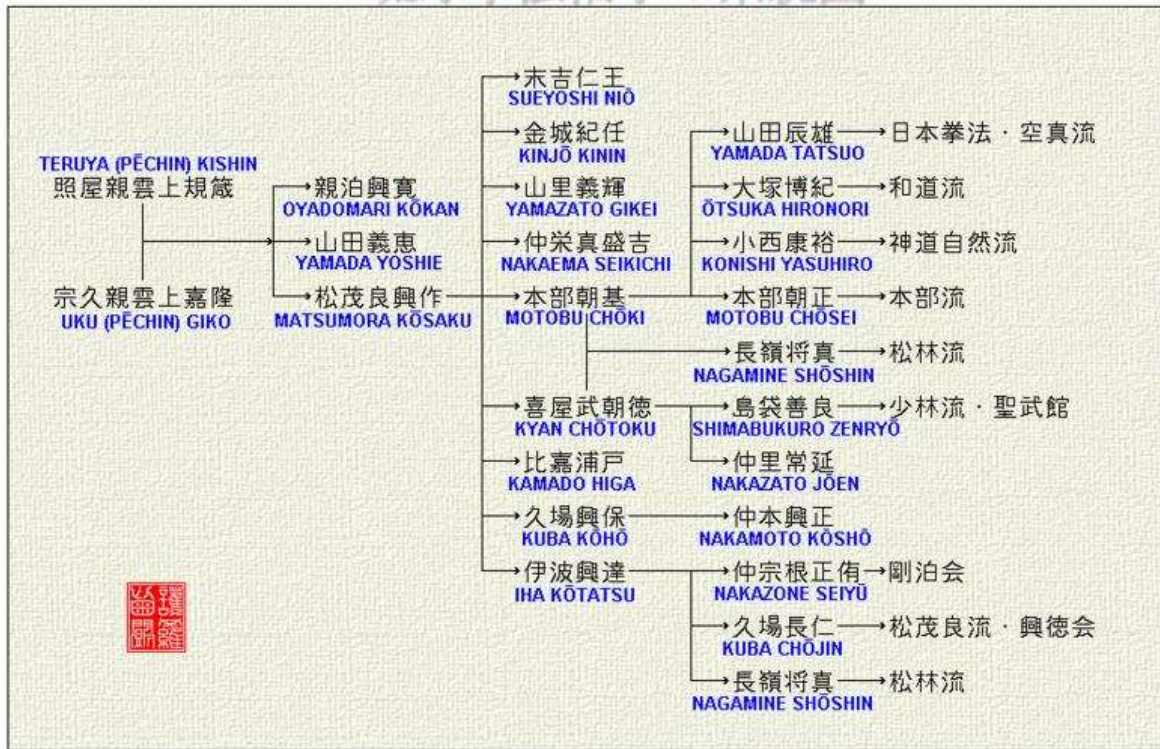 末吉仁王
SUEYOSHI NIŌ
金城紀任
KINJŌ KININ
山田辰雄
日本拳法・空真流
YAMADA TATSUO
TERUYA (PĒCHIN) KISHIN
照屋親雲上規箴
親泊興寛
OYADOMARI KŌKAN
山里義輝
YAMAZATO GIKEI
大塚博紀
和道流
ŌTSUKA HIRONORI
山田義恵
YAMADA YOSHIE
仲栄真盛吉
NAKAEMA SEIKICHI
小西康裕
神道自然流
KONISHI YASUHIRO
宗久親雲上嘉隆
UKU (PĒCHIN) GIKO
松茂良興作
MATSUMORA KŌSAKU
本部朝基
MOTOBU CHŌKI
本部朝正
本部流
MOTOBU CHŌSEI
長嶺将真
松林流
NAGAMINE SHŌSHIN
喜屋武朝徳
KYAN CHŌTOKU
島袋善良
少林流・聖武館
SHIMABUKURO ZENRYŌ
比嘉浦戸
KAMADO HIGA
仲里常延
NAKAZATO JŌEN
久場興保
KUBA KŌHŌ
仲本興正
NAKAMOTO KŌSHŌ
伊波興達
IHA KŌTATSU
仲宗根正侑
剛泊会
NAKAZONE SEIYŪ
久場長仁
松茂良流・興徳会
KUBA CHŌJIN
長嶺将真
松林流
NAGAMINE SHŌSHIN